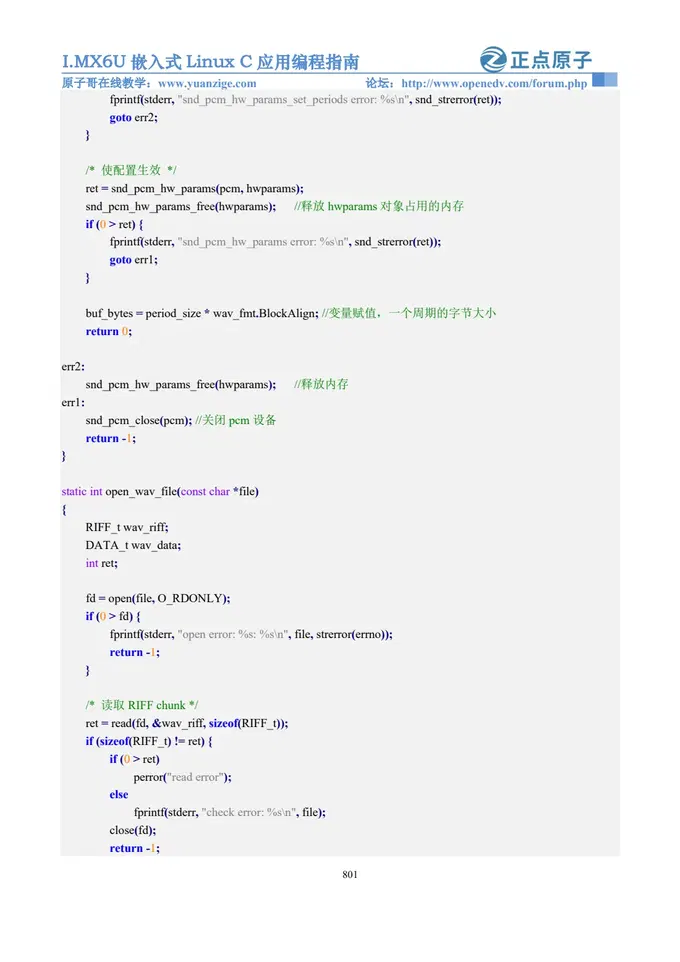 I.MX6U 嵌入式 Linux C 应用编程指南
正点原子
原子哥在线教学：www.yuanzige.com 论坛：http://www.openedv.com/forum.php
fprintf(stderr, "snd_pcm_hw_params_set_periods error: %s\n", snd_strerror(ret));
goto err2;
}
/* 使配置生效 */
ret = snd_pcm_hw_params(pcm, hwparams);
snd_pcm_hw_params_free(hwparams); //释放 hwparams 对象占用的内存
if (0 > ret) {
fprintf(stderr, "snd_pcm_hw_params error: %s\n", snd_strerror(ret));
goto err1;
}
buf_bytes = period_size * wav_fmt.BlockAlign; //变量赋值，一个周期的字节大小
return 0;
err2:
snd_pcm_hw_params_free(hwparams); //释放内存
err1:
snd_pcm_close(pcm); //关闭 pcm 设备
return -1;
}
static int open_wav_file(const char *file)
{
RIFF_t wav_riff;
DATA_t wav_data;
int ret;
fd = open(file, O_RDONLY);
if (0 > fd) {
fprintf(stderr, "open error: %s: %s\n", file, strerror(errno));
return -1;
}
/* 读取 RIFF chunk */
ret = read(fd, &wav_riff, sizeof(RIFF_t));
if (sizeof(RIFF_t) != ret) {
if (0 > ret)
perror("read error");
else
fprintf(stderr, "check error: %s\n", file);
close(fd);
return -1;
801